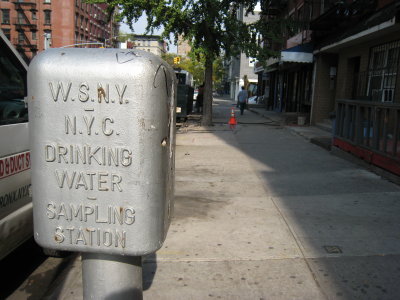 W.S.N.Y.
-
N.Y.C.
DRINKING
WATER
-
SAMPLING
STATION